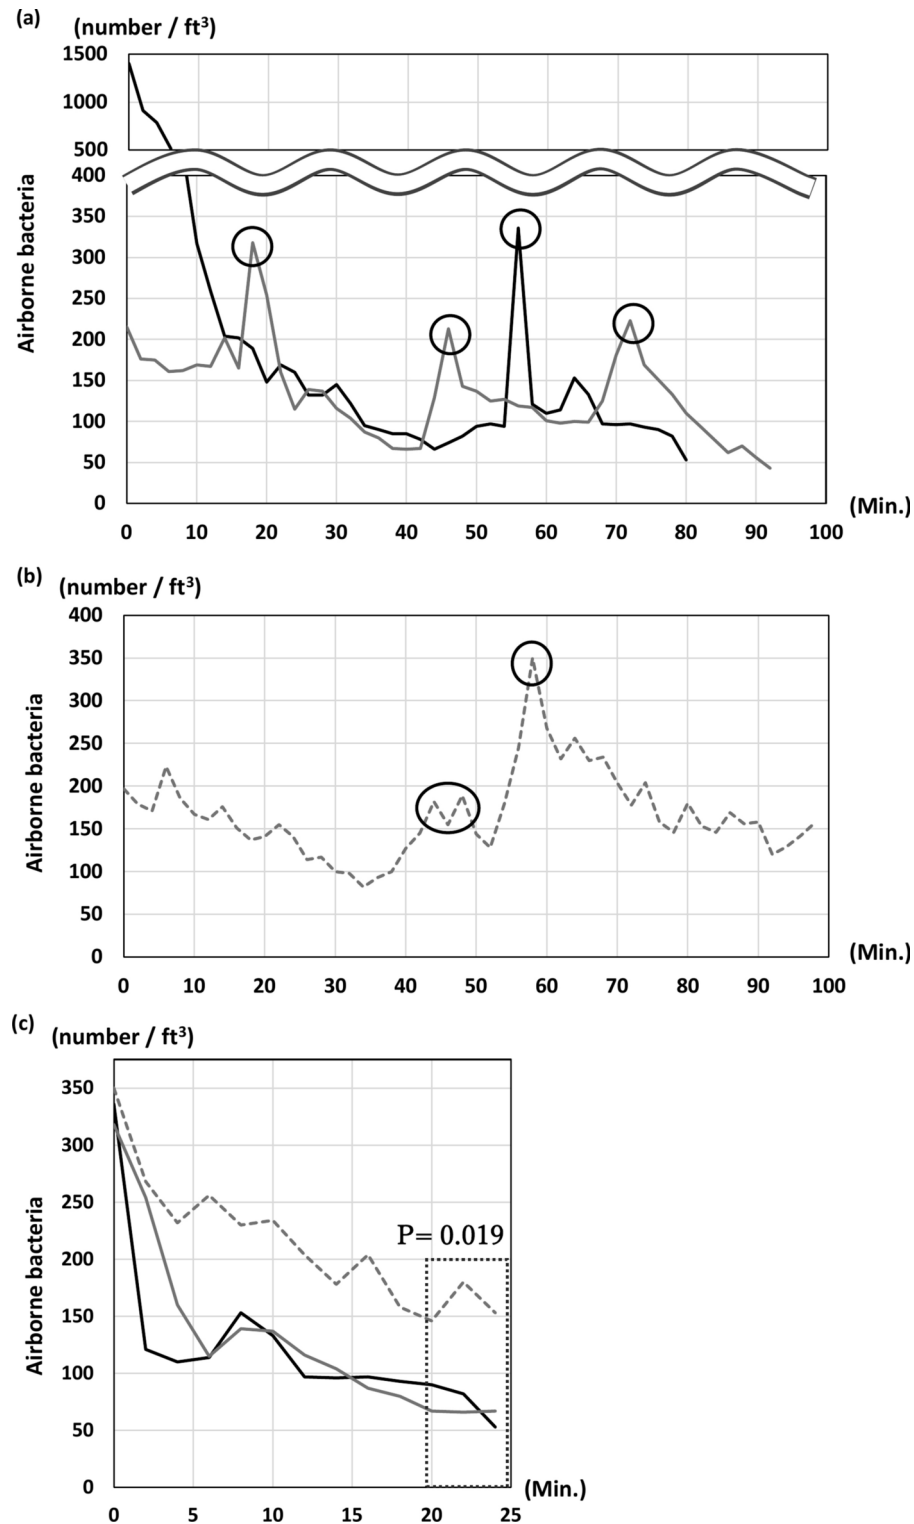 (a)
(number / ft³)
1500
1000
500
400
350
300
250
200
150
100
50
0
Airborne bacteria
0 10 20 30 40 50 60 70 80 90 100
(Min.)
(b)
(number / ft³)
400
350
300
250
200
150
100
50
0
Airborne bacteria
0 10 20 30 40 50 60 70 80 90 100
(Min.)
(c)
(number / ft³)
350
300
250
200
150
100
50
0
Airborne bacteria
P= 0.019
0 5 10 15 20 25
(Min.)